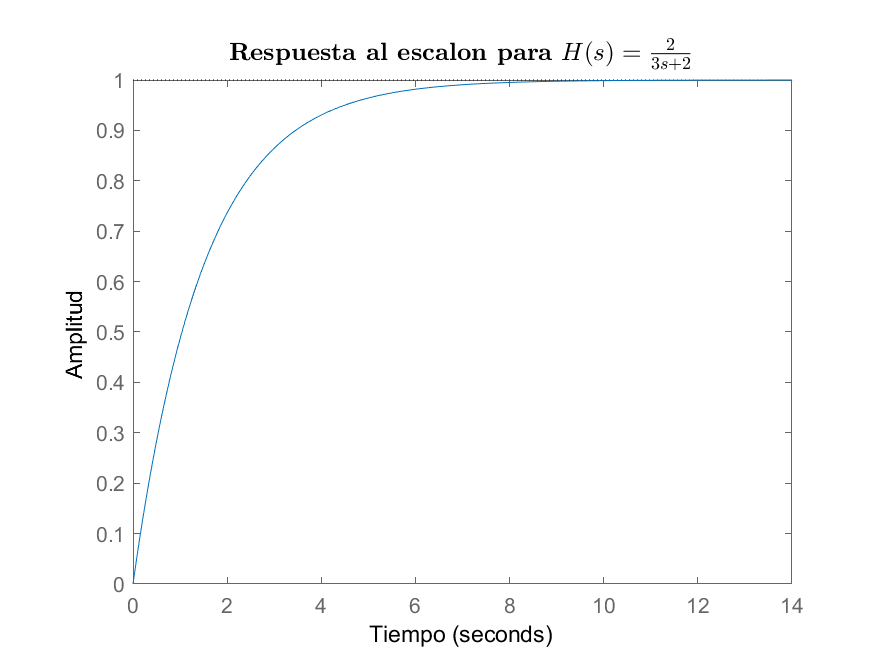 Respuesta al escalon para H(s) = \frac{2}{3s+2}
1
0.9
0.8
0.7
0.6
0.5
0.4
0.3
0.2
0.1
0
Amplitud
0 2 4 6 8 10 12 14
Tiempo (seconds)